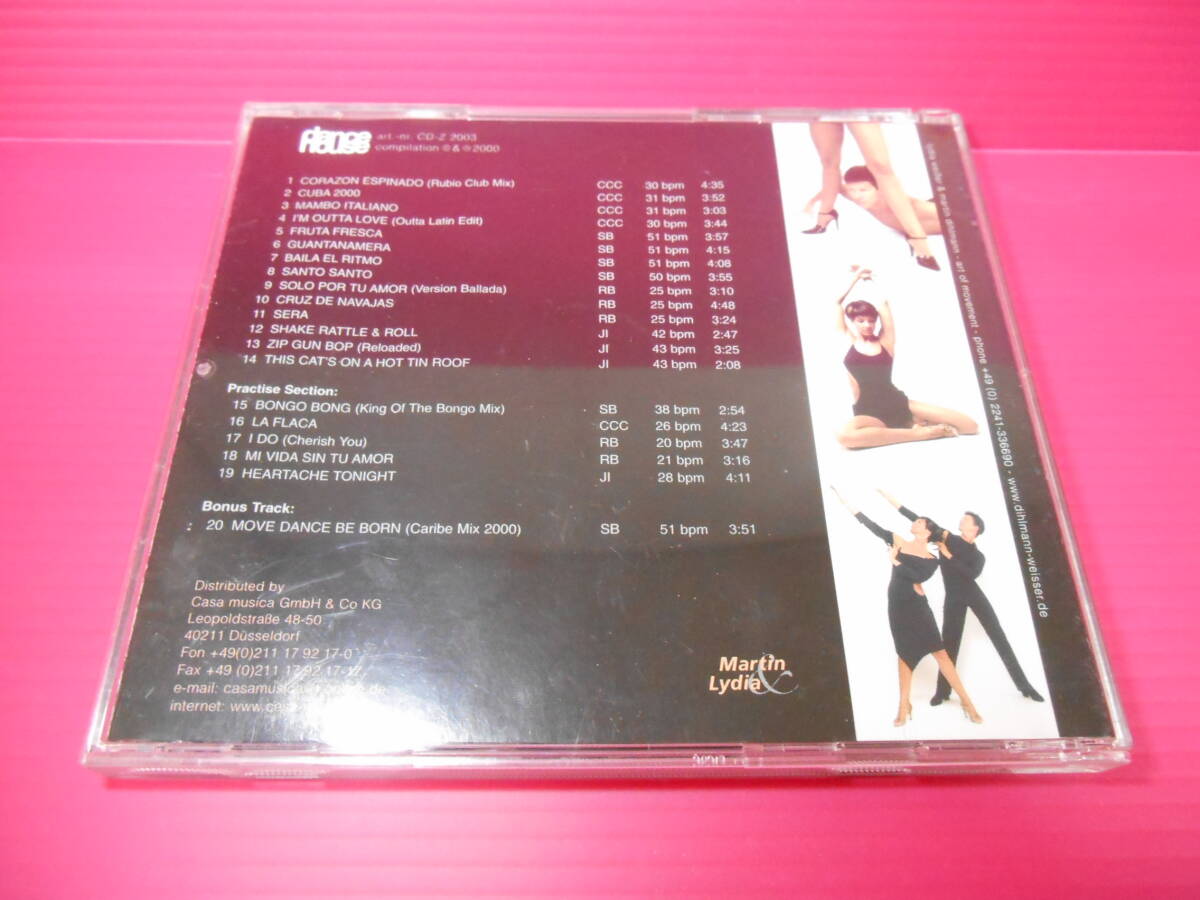 dance house
art.-nr. CD-Z 2003
compilation © & ℗ 2000
1 CORAZON ESPINADO (Rubio Club Mix) CCC 30 bpm 4:35
2 CUBA 2000 CCC 31 bpm 3:52
3 MAMBO ITALIANO CCC 31 bpm 3:03
4 I'M OUTTA LOVE (Outta Latin Edit) CCC 30 bpm 3:44
5 FRUTA FRESCA SB 51 bpm 3:57
6 GUANTANAMERA SB 51 bpm 4:15
7 BAILA EL RITMO SB 51 bpm 4:08
8 SANTO SANTO SB 50 bpm 3:55
9 SOLO POR TU AMOR (Version Ballada) RB 25 bpm 3:10
10 CRUZ DE NAVAJAS RB 25 bpm 4:48
11 SERA RB 25 bpm 3:24
12 SHAKE RATTLE & ROLL JI 42 bpm 2:47
13 ZIP GUN BOP (Reloaded) JI 43 bpm 3:25
14 THIS CAT'S ON A HOT TIN ROOF JI 43 bpm 2:08
Practise Section:
15 BONGO BONG (King Of The Bongo Mix) SB 38 bpm 2:54
16 LA FLACA CCC 26 bpm 4:23
17 I DO (Cherish You) RB 20 bpm 3:47
18 MI VIDA SIN TU AMOR RB 21 bpm 3:16
19 HEARTACHE TONIGHT JI 28 bpm 4:11
Bonus Track:
20 MOVE DANCE BE BORN (Caribe Mix 2000) SB 51 bpm 3:51
Distributed by
Casa musica GmbH & Co KG
Leopoldstraße 48-50
40211 Düsseldorf
Fon +49(0)211 17 92 17-0
Fax +49 (0)211 17 92 17-17
e-mail:
internet:
Martin & Lydia
art of movement - phone +49 (0) 2241-336690 - www.dihlmann-weisser.de